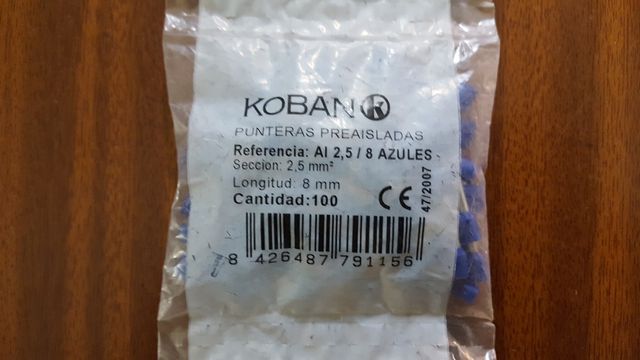 KOBAN K
PUNTERAS PREAISLADAS
Referencia: AI 2,5 / 8 AZULES
Seccion: 2,5 mm²
Longitud: 8 mm
Cantidad:100
CE
47/2007
8 426487 791156